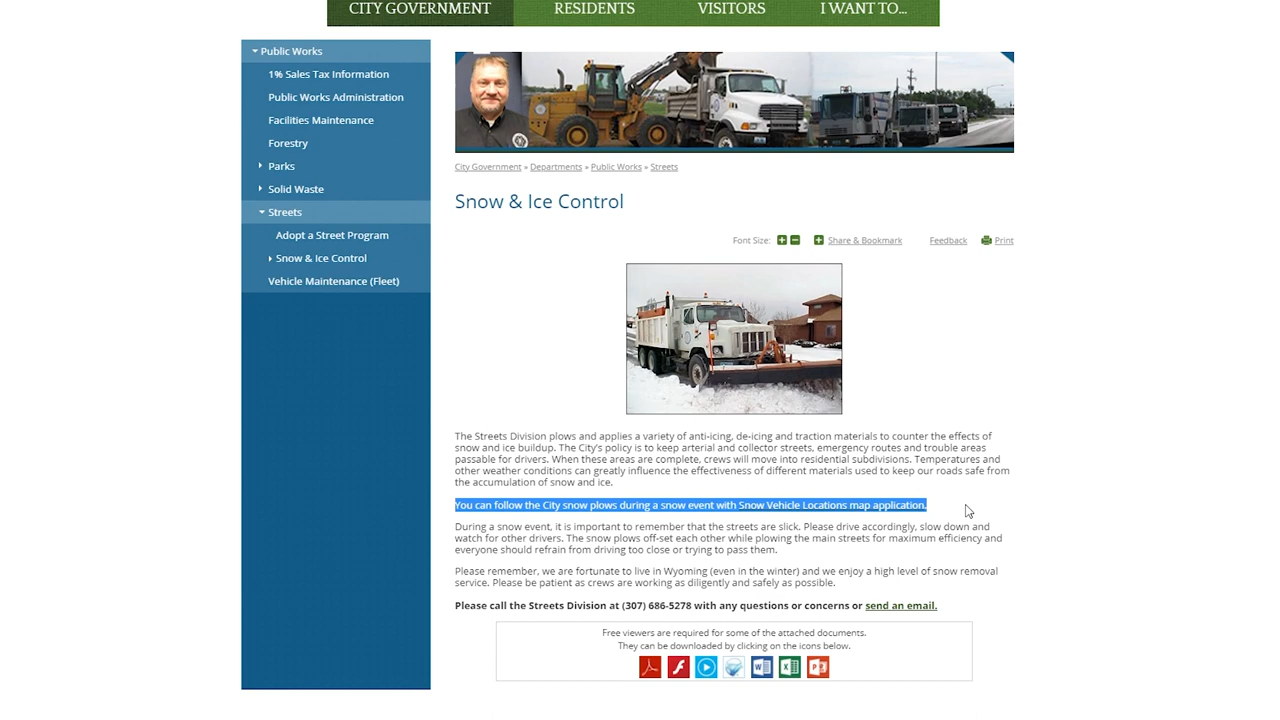 CITY GOVERNMENT
RESIDENTS
VISITORS
I WANT TO...
Public Works
1% Sales Tax Information
Public Works Administration
Facilities Maintenance
Forestry
Parks
Solid Waste
Streets
Adopt a Street Program
Snow & Ice Control
Vehicle Maintenance (Fleet)
City Government » Departments » Public Works » Streets
Snow & Ice Control
Font Size: Share & Bookmark Feedback Print
The Streets Division plows and applies a variety of anti-icing, de-icing and traction materials to counter the effects of
snow and ice buildup. The City's policy is to keep arterial and collector streets, emergency routes and trouble areas
passable for drivers. When these areas are complete, crews will move into residential subdivisions. Temperatures and
other weather conditions can greatly influence the effectiveness of different materials used to keep our roads safe from
the accumulation of snow and ice.
You can follow the City snow plows during a snow event with Snow Vehicle Locations map application.
During a snow event, it is important to remember that the streets are slick. Please drive accordingly, slow down and
watch for other drivers. The snow plows off-set each other while plowing the main streets for maximum efficiency and
everyone should refrain from driving too close or trying to pass them.
Please remember, we are fortunate to live in Wyoming (even in the winter) and we enjoy a high level of snow removal
service. Please be patient as crews are working as diligently and safely as possible.
Please call the Streets Division at (307) 686-5278 with any questions or concerns or send an email.
Free viewers are required for some of the attached documents.
They can be downloaded by clicking on the icons below.